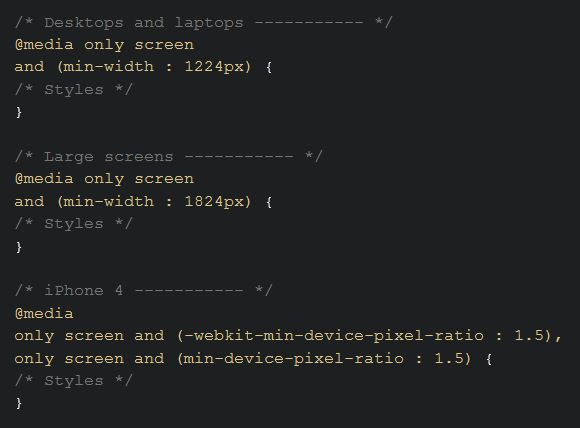 /* Desktops and laptops ----------- */
@media only screen
and (min-width : 1224px) {
/* Styles */
}

/* Large screens ----------- */
@media only screen
and (min-width : 1824px) {
/* Styles */
}

/* iPhone 4 ----------- */
@media
only screen and (-webkit-min-device-pixel-ratio : 1.5),
only screen and (min-device-pixel-ratio : 1.5) {
/* Styles */
}